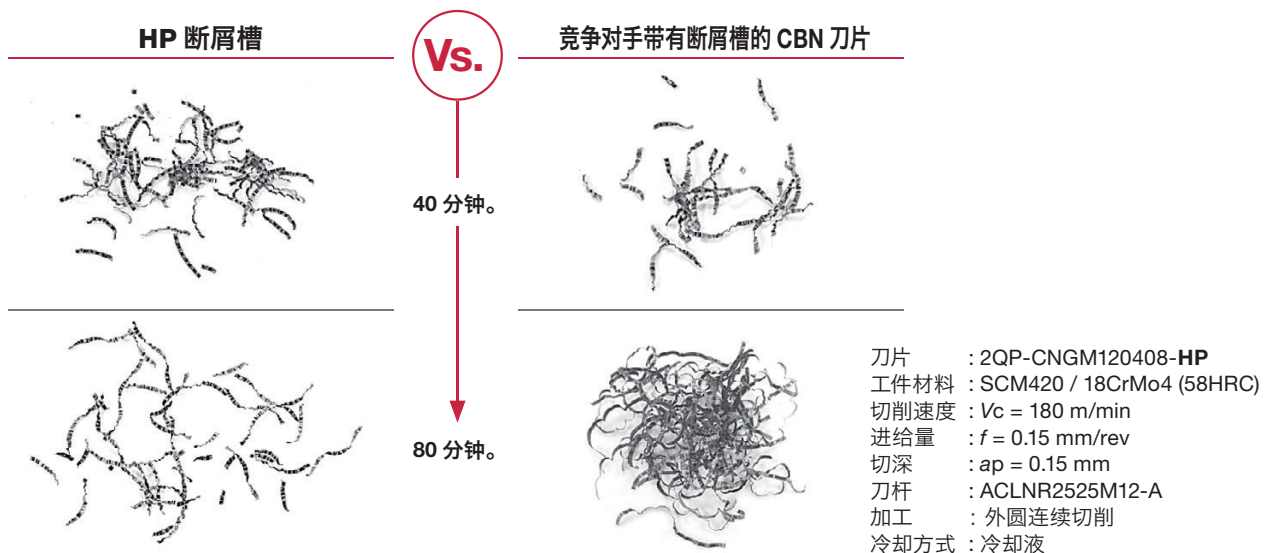 HP 断屑槽
Vs.
竞争对手带有断屑槽的 CBN 刀片
40 分钟。
80 分钟。
刀片 : 2QP-CNGM120408-HP
工件材料 : SCM420 / 18CrMo4 (58HRC)
切削速度 : Vc = 180 m/min
进给量 : f = 0.15 mm/rev
切深 : ap = 0.15 mm
刀杆 : ACLNR2525M12-A
加工 : 外圆连续切削
冷却方式 : 冷却液